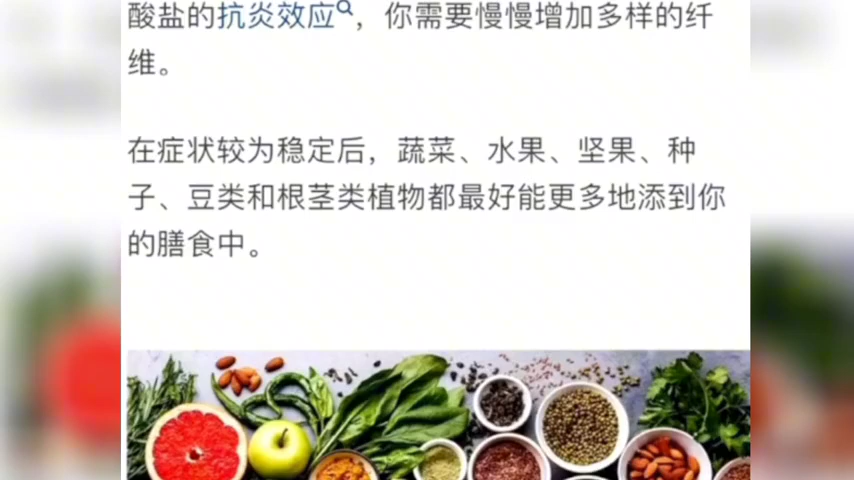 酸盐的抗炎效应，你需要慢慢增加多样的纤
维。
在症状较为稳定后，蔬菜、水果、坚果、种
子、豆类和根茎类植物都最好能更多地添到你
的膳食中。